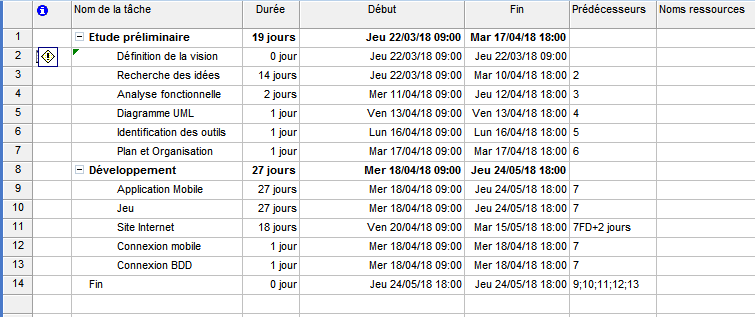 Nom de la tâche Durée Début Fin Prédécesseurs Noms ressources
1 Etude préliminaire 19 jours Jeu 22/03/18 09:00 Mar 17/04/18 18:00
2 Définition de la vision 0 jour Jeu 22/03/18 09:00 Jeu 22/03/18 09:00
3 Recherche des idées 14 jours Jeu 22/03/18 09:00 Mar 10/04/18 18:00 2
4 Analyse fonctionnelle 2 jours Mer 11/04/18 09:00 Jeu 12/04/18 18:00 3
5 Diagramme UML 1 jour Ven 13/04/18 09:00 Ven 13/04/18 18:00 4
6 Identification des outils 1 jour Lun 16/04/18 09:00 Lun 16/04/18 18:00 5
7 Plan et Organisation 1 jour Mar 17/04/18 09:00 Mar 17/04/18 18:00 6
8 Développement 27 jours Mer 18/04/18 09:00 Jeu 24/05/18 18:00
9 Application Mobile 27 jours Mer 18/04/18 09:00 Jeu 24/05/18 18:00 7
10 Jeu 27 jours Mer 18/04/18 09:00 Jeu 24/05/18 18:00 7
11 Site Internet 18 jours Ven 20/04/18 09:00 Mar 15/05/18 18:00 7FD+2 jours
12 Connexion mobile 1 jour Mer 18/04/18 09:00 Mer 18/04/18 18:00 7
13 Connexion BDD 1 jour Mer 18/04/18 09:00 Mer 18/04/18 18:00 7
14 Fin 0 jour Jeu 24/05/18 18:00 Jeu 24/05/18 18:00 9;10;11;12;13